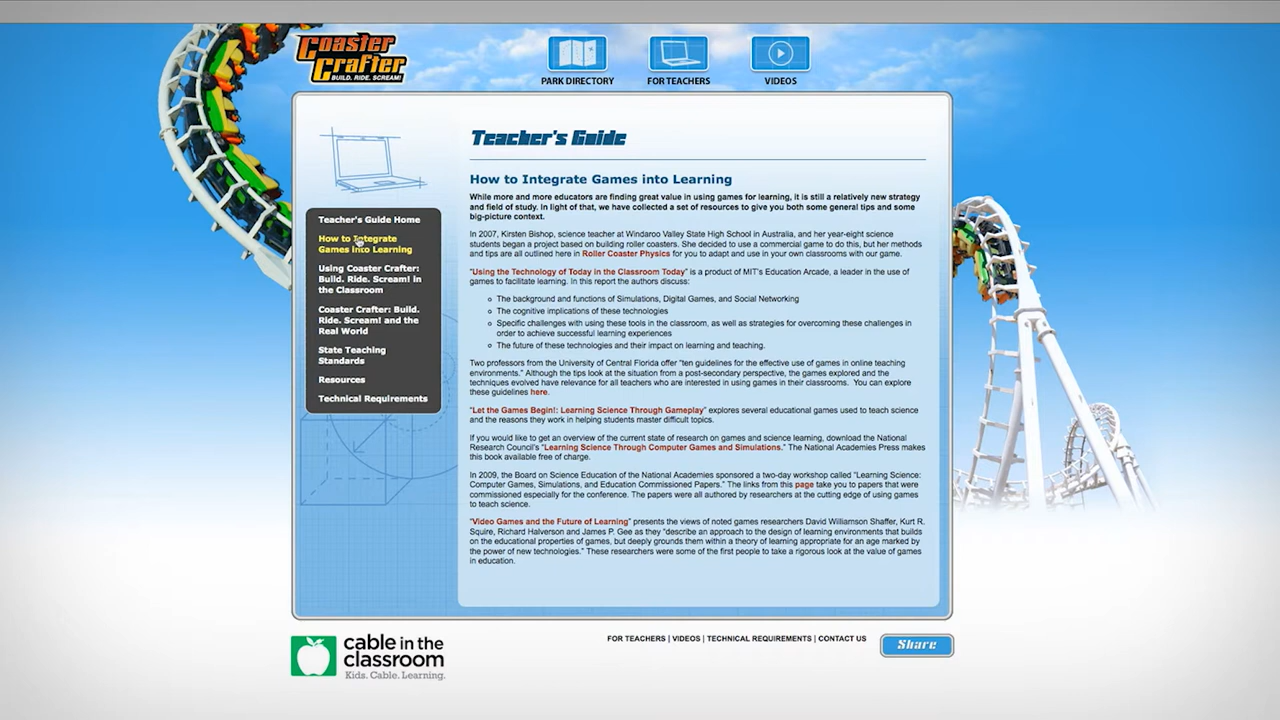 Coaster
Crafter
BUILD. RIDE. SCREAM!
PARK DIRECTORY
FOR TEACHERS
VIDEOS
Teacher's Guide Home
How to Integrate
Games into Learning
Using Coaster Crafter:
Build. Ride. Scream! in
the Classroom
Coaster Crafter: Build.
Ride. Scream! and the
Real World
State Teaching
Standards
Resources
Technical Requirements
Teacher's Guide
How to Integrate Games into Learning
While more and more educators are finding great value in using games for learning, it is still a relatively new strategy
and field of study. In light of that, we have collected a set of resources to give you both some general tips and some
big-picture context.
In 2007, Kirsten Bishop, science teacher at Windaroo Valley State High School in Australia, and her year-eight science
students began a project based on building roller coasters. She decided to use a commercial game to do this, but her methods
and tips are all outlined here in Roller Coaster Physics for you to adapt and use in your own classrooms with our game.
"Using the Technology of Today in the Classroom Today" is a product of MIT's Education Arcade, a leader in the use of
games to facilitate learning. In this report the authors discuss:
The background and functions of Simulations, Digital Games, and Social Networking
The cognitive implications of these technologies
Specific challenges with using these tools in the classroom, as well as strategies for overcoming these challenges in
order to achieve successful learning experiences
The future of these technologies and their impact on learning and teaching.
Two professors from the University of Central Florida offer "ten guidelines for the effective use of games in online teaching
environments." Although the tips look at the situation from a post-secondary perspective, the games explored and the
techniques evolved have relevance for all teachers who are interested in using games in their classrooms. You can explore
these guidelines here.
"Let the Games Begin!: Learning Science Through Gameplay" explores several educational games used to teach science
and the reasons they work in helping students master difficult topics.
If you would like to get an overview of the current state of research on games and science learning, download the National
Research Council's "Learning Science Through Computer Games and Simulations." The National Academies Press makes
this book available free of charge.
In 2009, the Board on Science Education of the National Academies sponsored a two-day workshop called "Learning Science:
Computer Games, Simulations, and Education Commissioned Papers." The links from this page take you to papers that were
commissioned especially for the conference. The papers were all authored by researchers at the cutting edge of using games
to teach science.
"Video Games and the Future of Learning" presents the views of noted games researchers David Williamson Shaffer, Kurt R.
Squire, Richard Halverson and James P. Gee as they "describe an approach to the design of learning environments that builds
on the educational properties of games, but deeply grounds them within a theory of learning appropriate for an age marked by
the power of new technologies." These researchers were some of the first people to take a rigorous look at the value of games
in education.
cable in the
classroom
Kids. Cable. Learning.
FOR TEACHERS | VIDEOS | TECHNICAL REQUIREMENTS | CONTACT US
Share